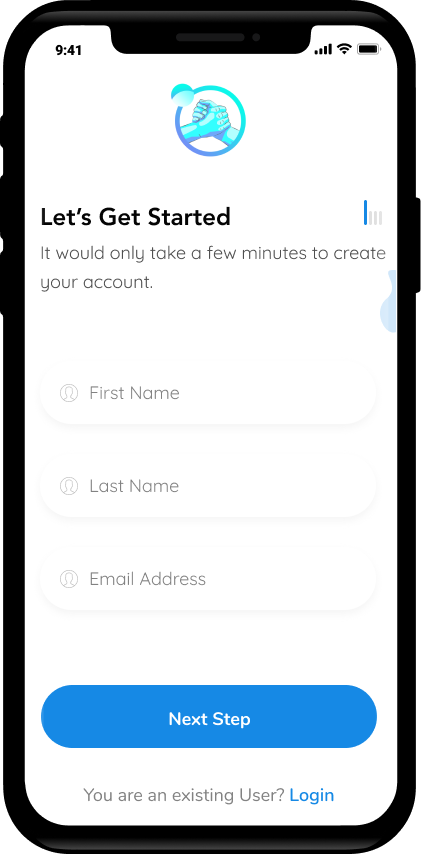 9:41
Let's Get Started
It would only take a few minutes to create
your account.
First Name
Last Name
Email Address
Next Step
You are an existing User? Login